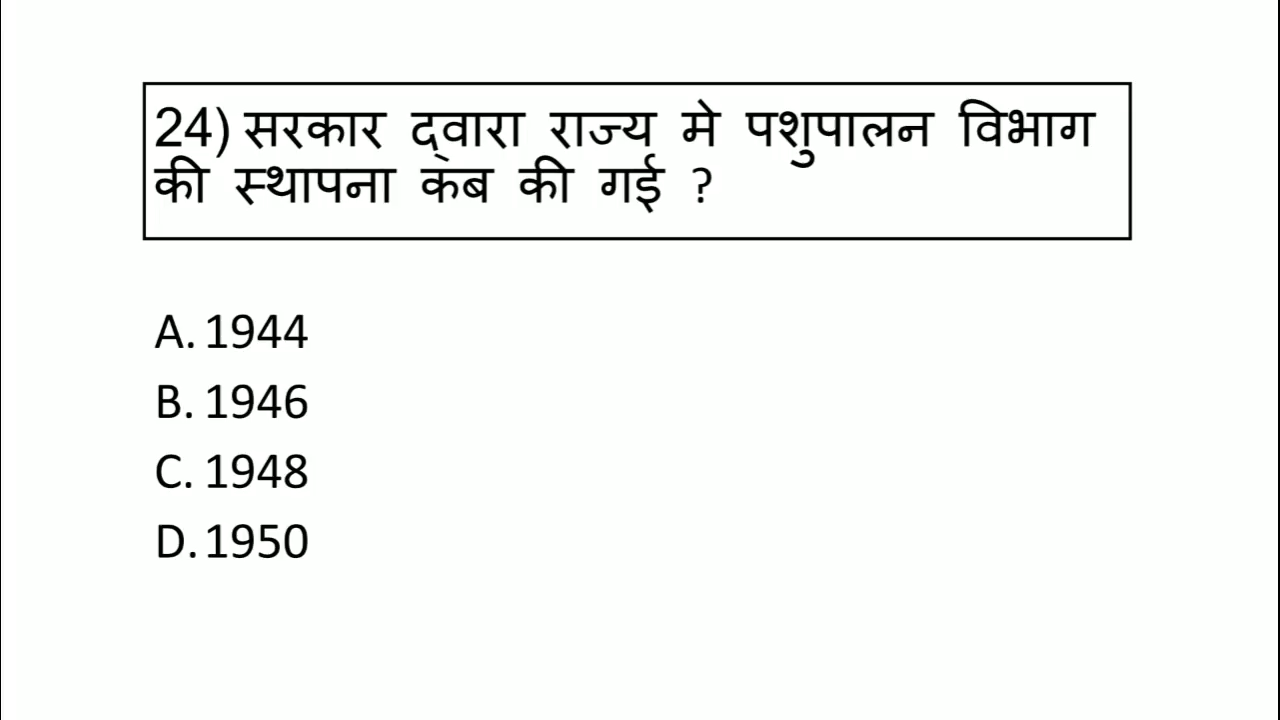 24) सरकार द्वारा राज्य मे पशुपालन विभाग
की स्थापना कब की गई ?
A. 1944
B. 1946
C. 1948
D. 1950